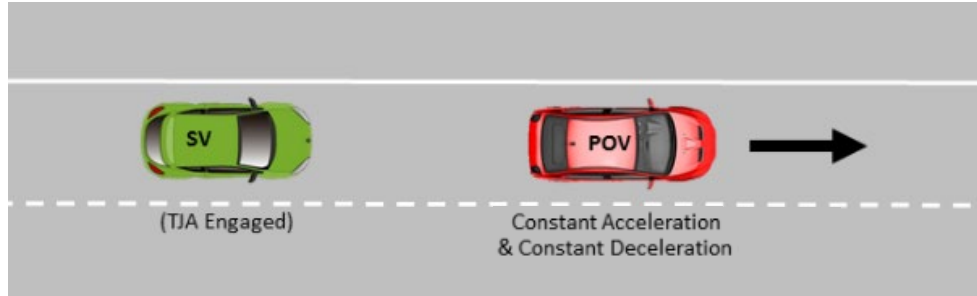 SV
POV
(TJA Engaged)
Constant Acceleration
& Constant Deceleration